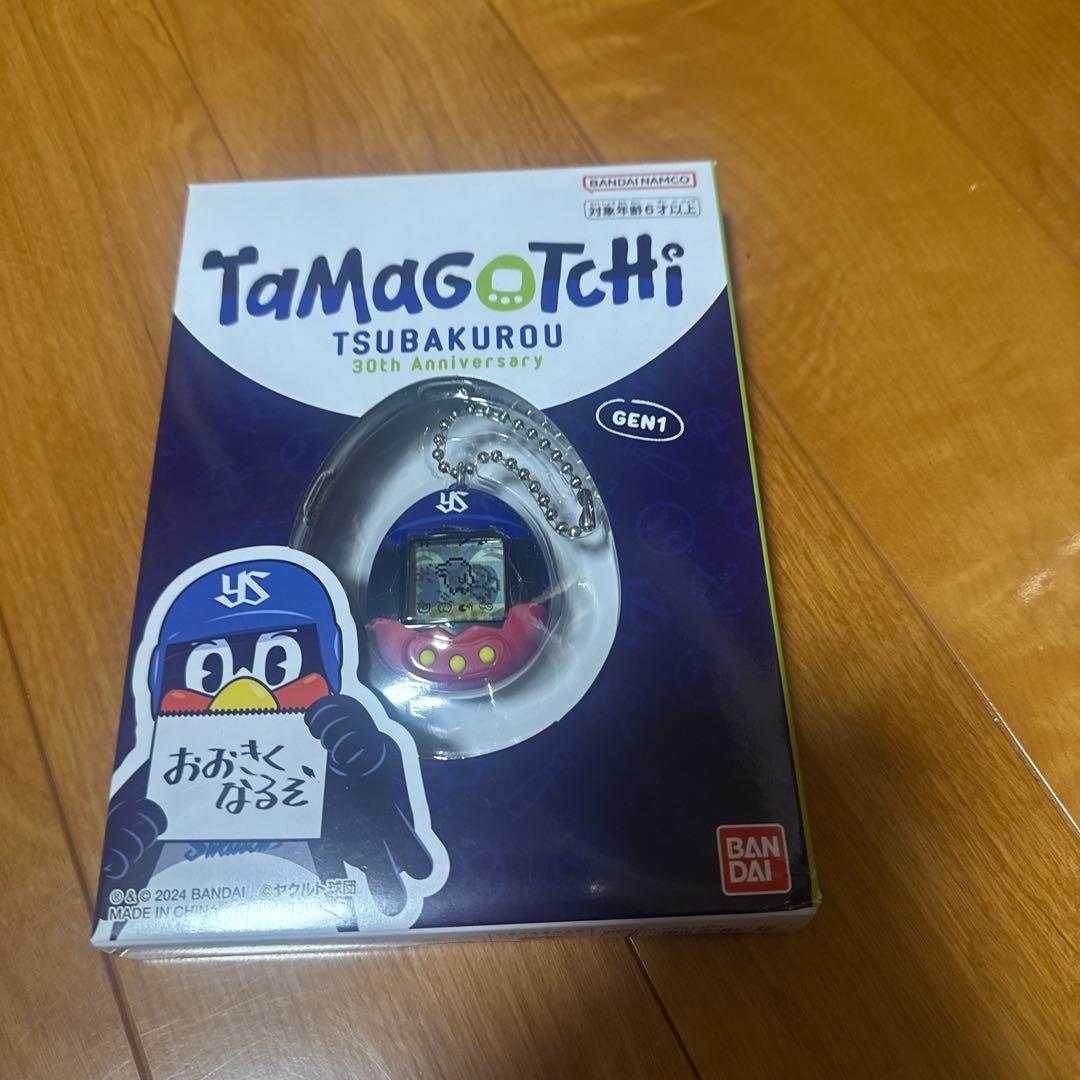 BANDAI NAMCO
対象年齢6才以上
TaMaGOTCHi
TSUBAKUROU
30th Anniversary
GEN1
YS
YS
おおきく
なるぞ
Swallows
BAN
DAI
®&© 2024 BANDAI ©ヤクルト球団
MADE IN CHINA